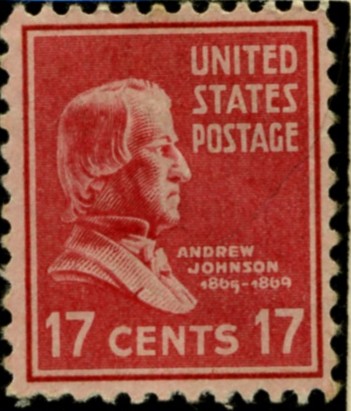 UNITED
STATES
POSTAGE
ANDREW
JOHNSON
1865-1869
17 CENTS 17